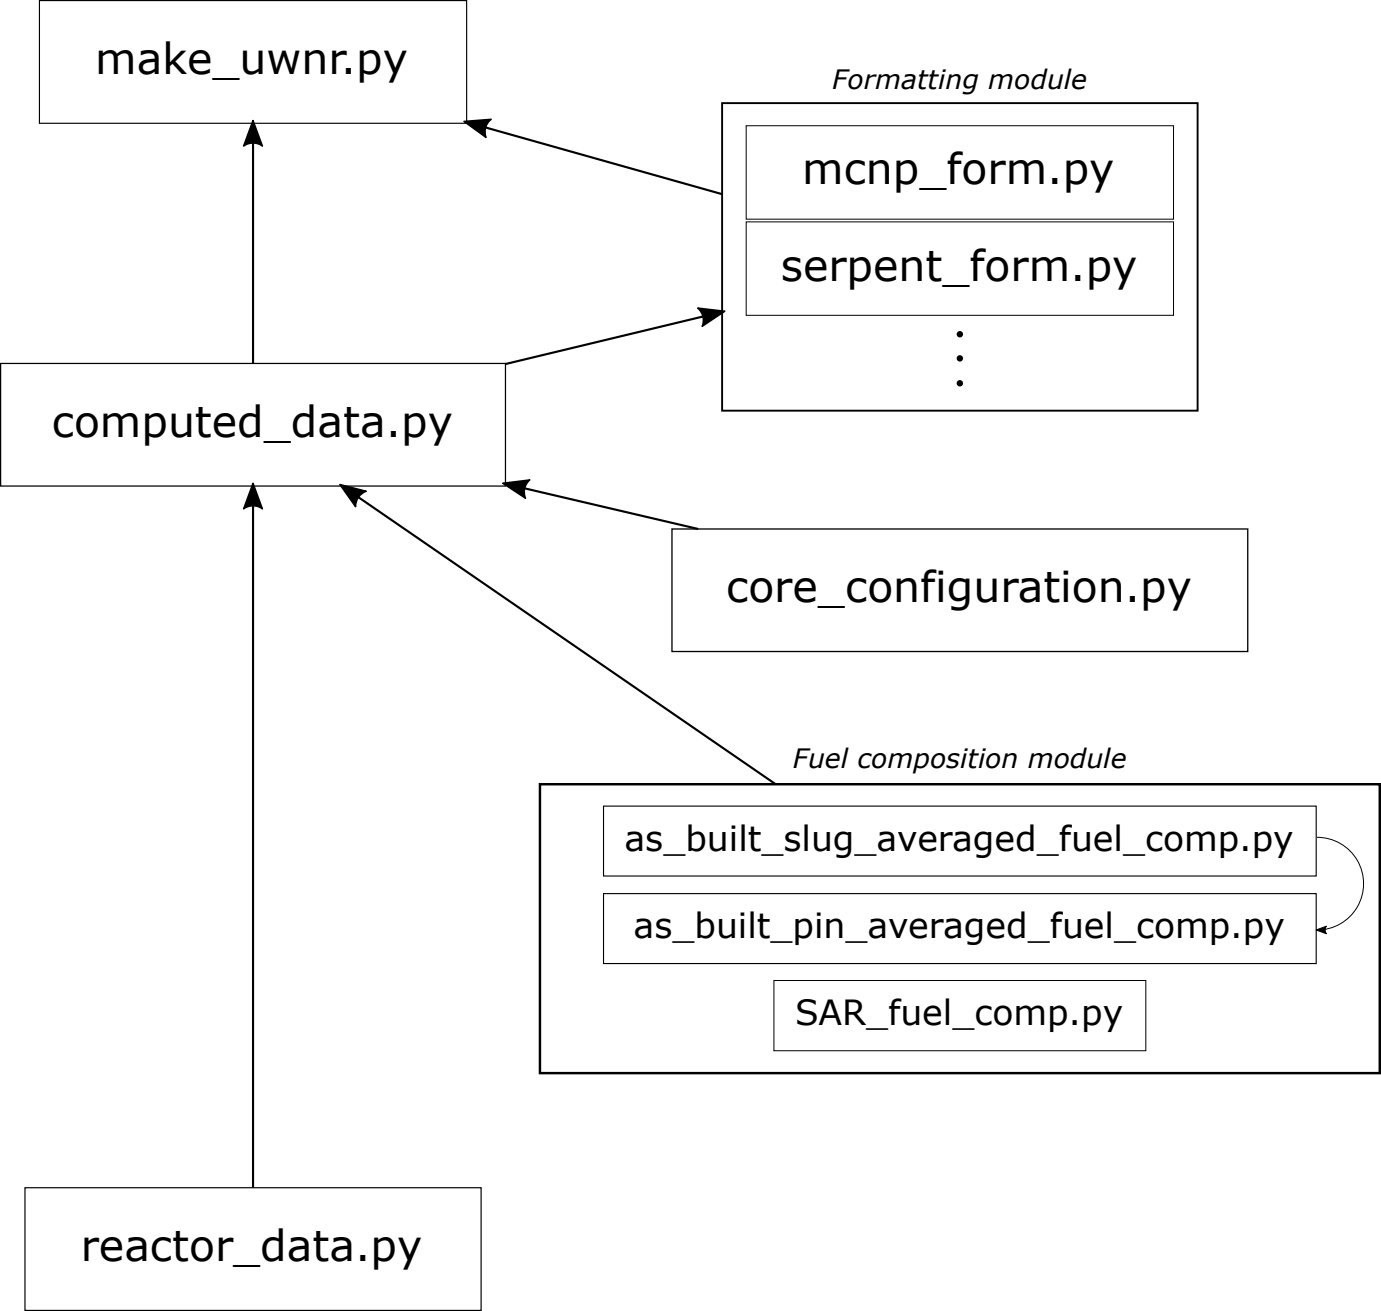 make_uwnr.py
Formatting module
mcnp_form.py
serpent_form.py
computed_data.py
core_configuration.py
Fuel composition module
as_built_slug_averaged_fuel_comp.py
as_built_pin_averaged_fuel_comp.py
SAR_fuel_comp.py
reactor_data.py